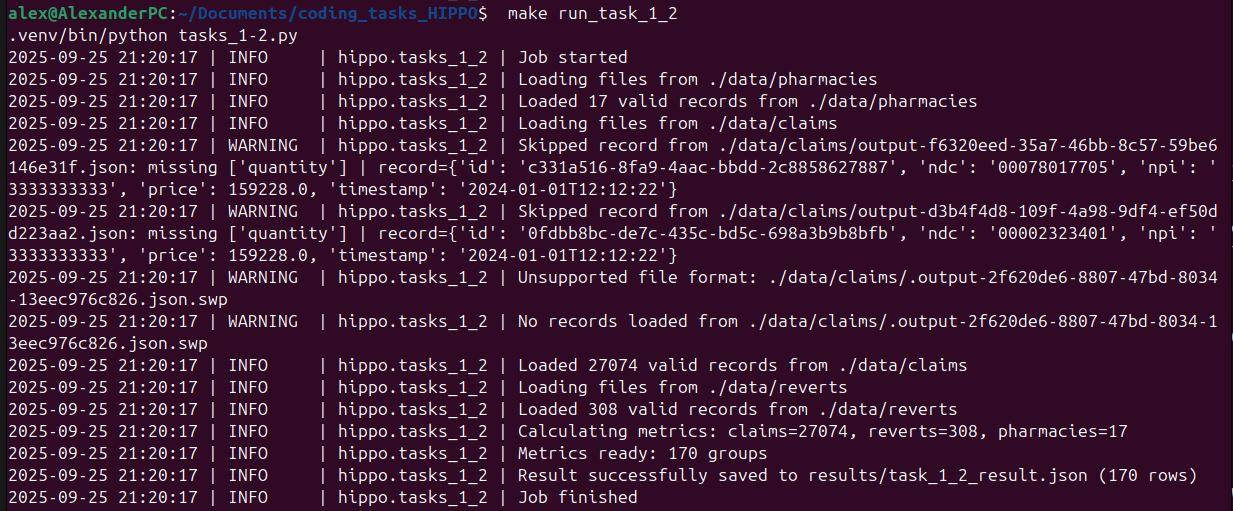 alex@AlexanderPC:~/Documents/coding_tasks_HIPPO$  make run_task_1_2
.venv/bin/python tasks_1-2.py
2025-09-25 21:20:17 | INFO     | hippo.tasks_1_2 | Job started
2025-09-25 21:20:17 | INFO     | hippo.tasks_1_2 | Loading files from ./data/pharmacies
2025-09-25 21:20:17 | INFO     | hippo.tasks_1_2 | Loaded 17 valid records from ./data/pharmacies
2025-09-25 21:20:17 | INFO     | hippo.tasks_1_2 | Loading files from ./data/claims
2025-09-25 21:20:17 | WARNING  | hippo.tasks_1_2 | Skipped record from ./data/claims/output-f6320eed-35a7-46bb-8c57-59be6
146e31f.json: missing ['quantity'] | record={'id': 'c331a516-8fa9-4aac-bbdd-2c8858627887', 'ndc': '00078017705', 'npi': '
3333333333', 'price': 159228.0, 'timestamp': '2024-01-01T12:12:22'}
2025-09-25 21:20:17 | WARNING  | hippo.tasks_1_2 | Skipped record from ./data/claims/output-d3b4f4d8-109f-4a98-9df4-ef50d
d223aa2.json: missing ['quantity'] | record={'id': '0fdbb8bc-de7c-435c-bd5c-698a3b9b8bfb', 'ndc': '00002323401', 'npi': '
3333333333', 'price': 159228.0, 'timestamp': '2024-01-01T12:12:22'}
2025-09-25 21:20:17 | WARNING  | hippo.tasks_1_2 | Unsupported file format: ./data/claims/.output-2f620de6-8807-47bd-8034
-13eec976c826.json.swp
2025-09-25 21:20:17 | WARNING  | hippo.tasks_1_2 | No records loaded from ./data/claims/.output-2f620de6-8807-47bd-8034-1
3eec976c826.json.swp
2025-09-25 21:20:17 | INFO     | hippo.tasks_1_2 | Loaded 27074 valid records from ./data/claims
2025-09-25 21:20:17 | INFO     | hippo.tasks_1_2 | Loading files from ./data/reverts
2025-09-25 21:20:17 | INFO     | hippo.tasks_1_2 | Loaded 308 valid records from ./data/reverts
2025-09-25 21:20:17 | INFO     | hippo.tasks_1_2 | Calculating metrics: claims=27074, reverts=308, pharmacies=17
2025-09-25 21:20:17 | INFO     | hippo.tasks_1_2 | Metrics ready: 170 groups
2025-09-25 21:20:17 | INFO     | hippo.tasks_1_2 | Result successfully saved to results/task_1_2_result.json (170 rows)
2025-09-25 21:20:17 | INFO     | hippo.tasks_1_2 | Job finished